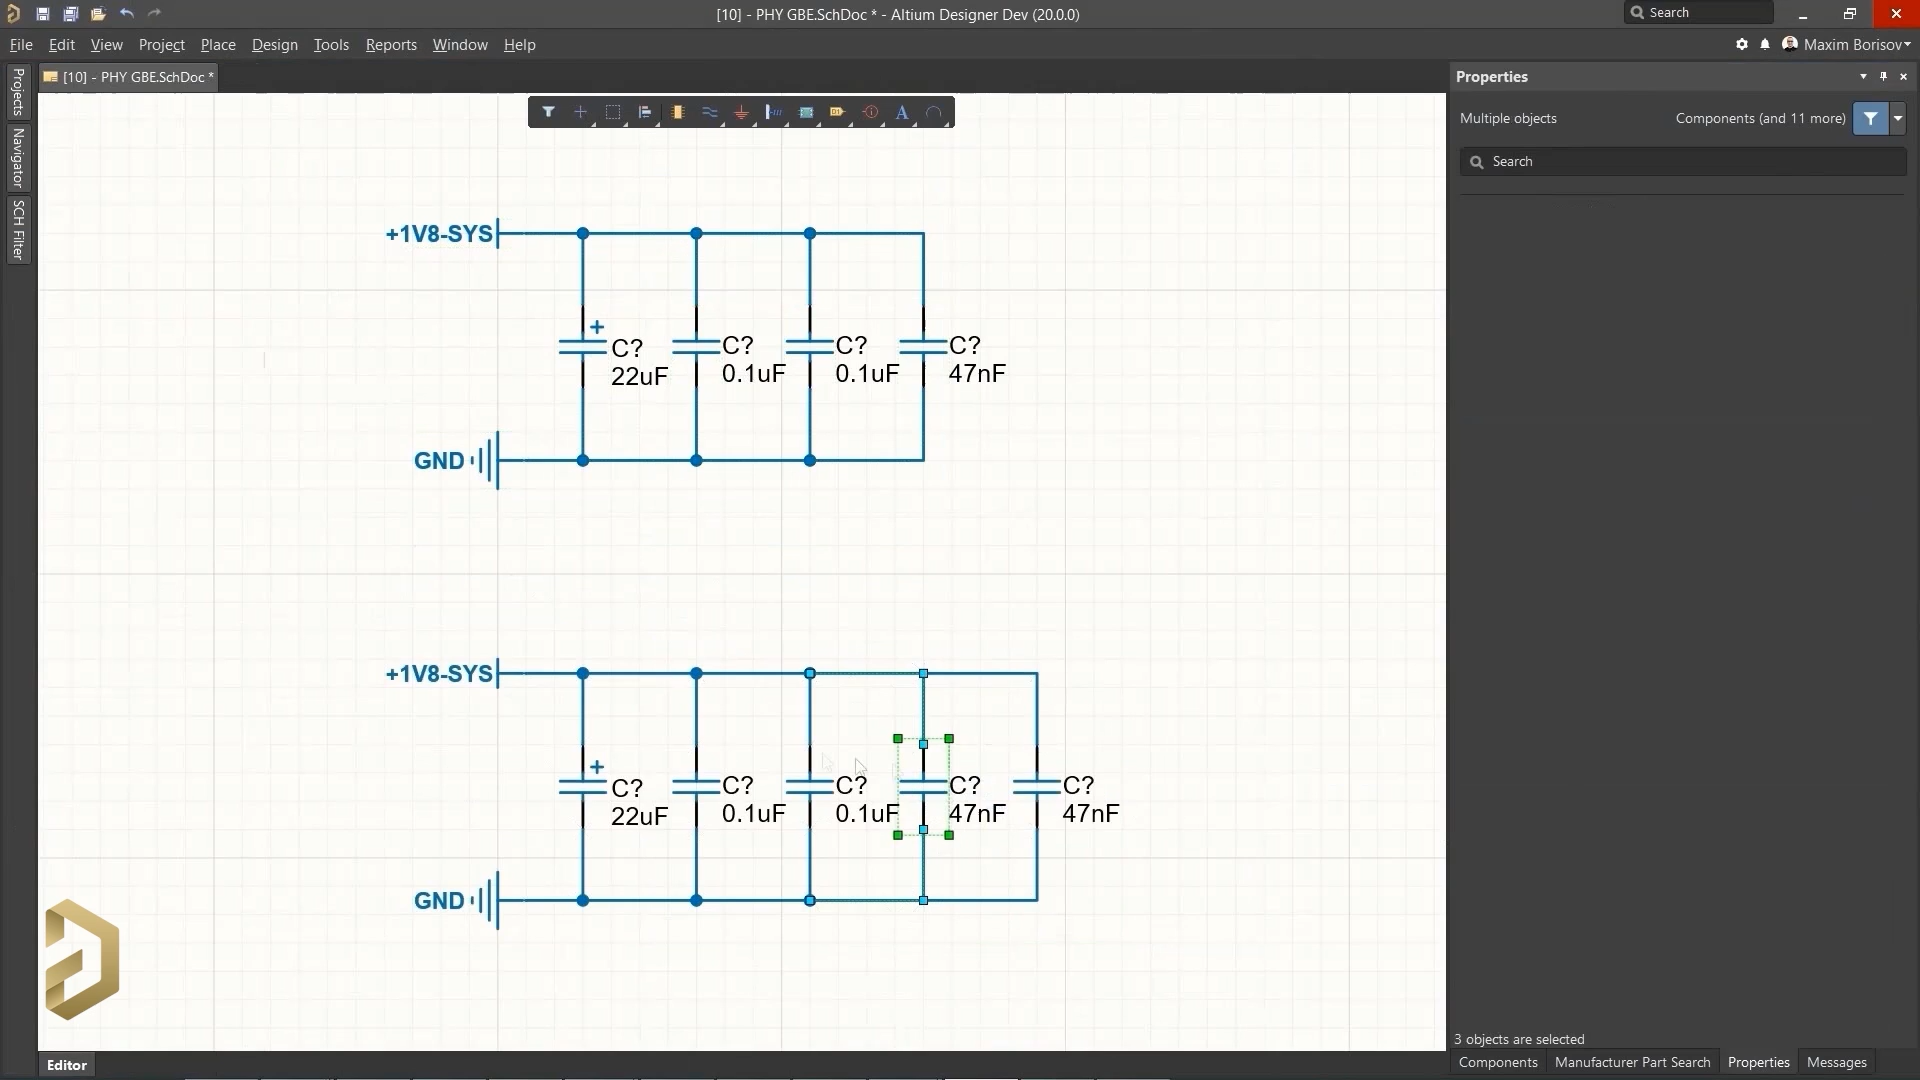 [10] - PHY GBE.SchDoc * - Altium Designer Dev (20.0.0)
Search
File Edit View Project Place Design Tools Reports Window Help
Maxim Borisov
Projects
Navigator
SCH Filter
[10] - PHY GBE.SchDoc *
A
Properties
Multiple objects
Components (and 11 more)
Search
+1V8-SYS
+
C?
22uF
C?
0.1uF
C?
0.1uF
C?
47nF
GND
+1V8-SYS
+
C?
22uF
C?
0.1uF
C?
0.1uF
C?
47nF
C?
47nF
GND
3 objects are selected
Editor
Components Manufacturer Part Search Properties Messages